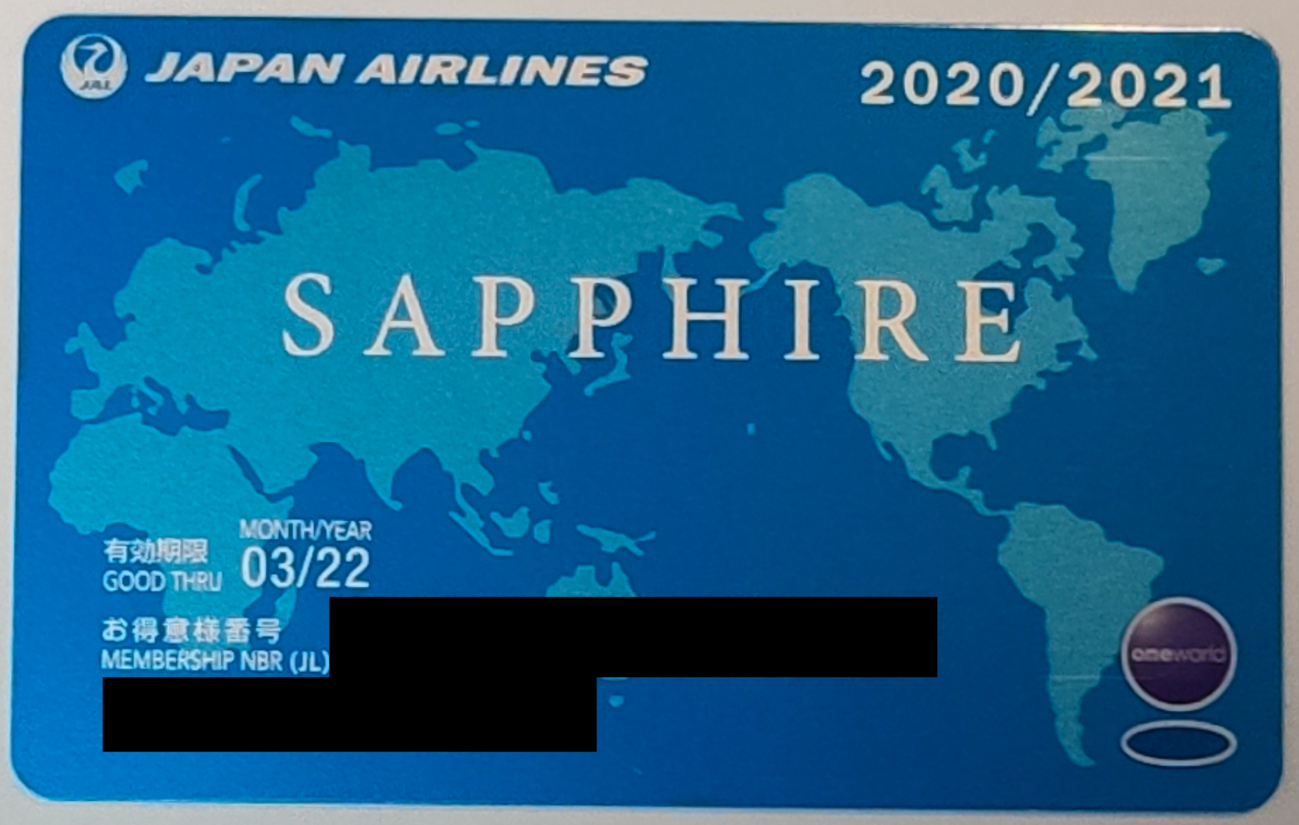 JAL JAPAN AIRLINES
2020/2021
SAPPHIRE
MONTH/YEAR
有効期限
GOOD THRU 03/22
お得意様番号
MEMBERSHIP NBR (JL)
oneworld